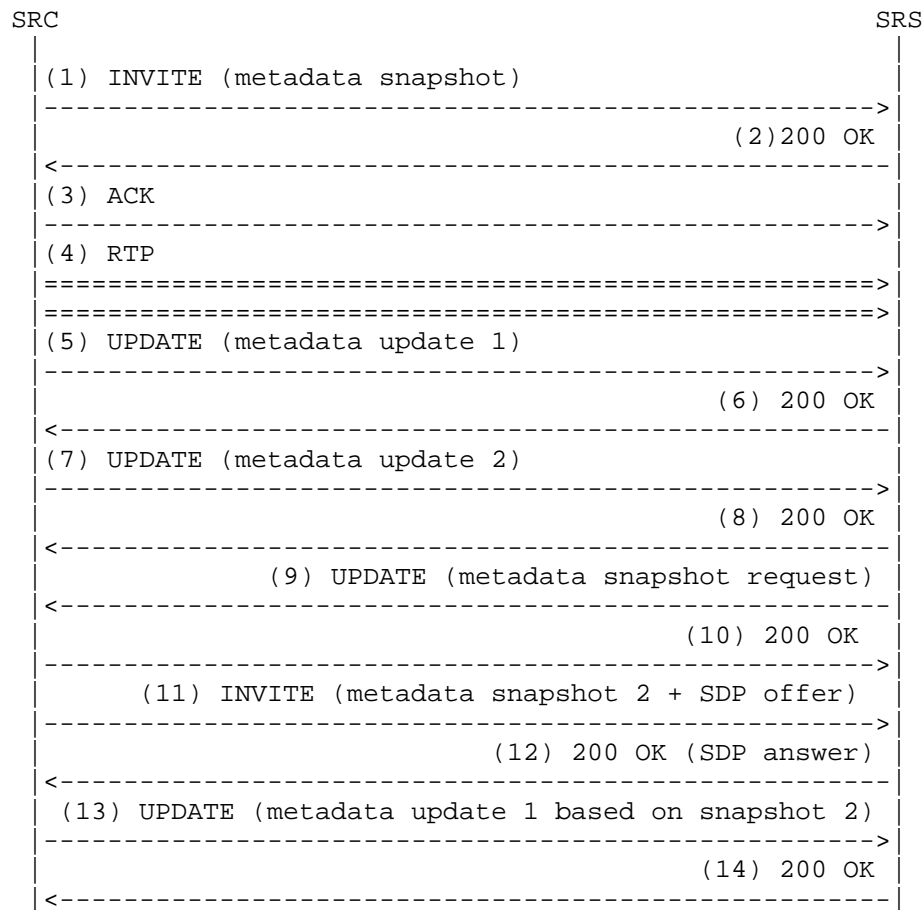 SRC SRS
(1) INVITE (metadata snapshot)
(2)200 OK
(3) ACK
(4) RTP
(5) UPDATE (metadata update 1)
(6) 200 OK
(7) UPDATE (metadata update 2)
(8) 200 OK
(9) UPDATE (metadata snapshot request)
(10) 200 OK
(11) INVITE (metadata snapshot 2 + SDP offer)
(12) 200 OK (SDP answer)
(13) UPDATE (metadata update 1 based on snapshot 2)
(14) 200 OK